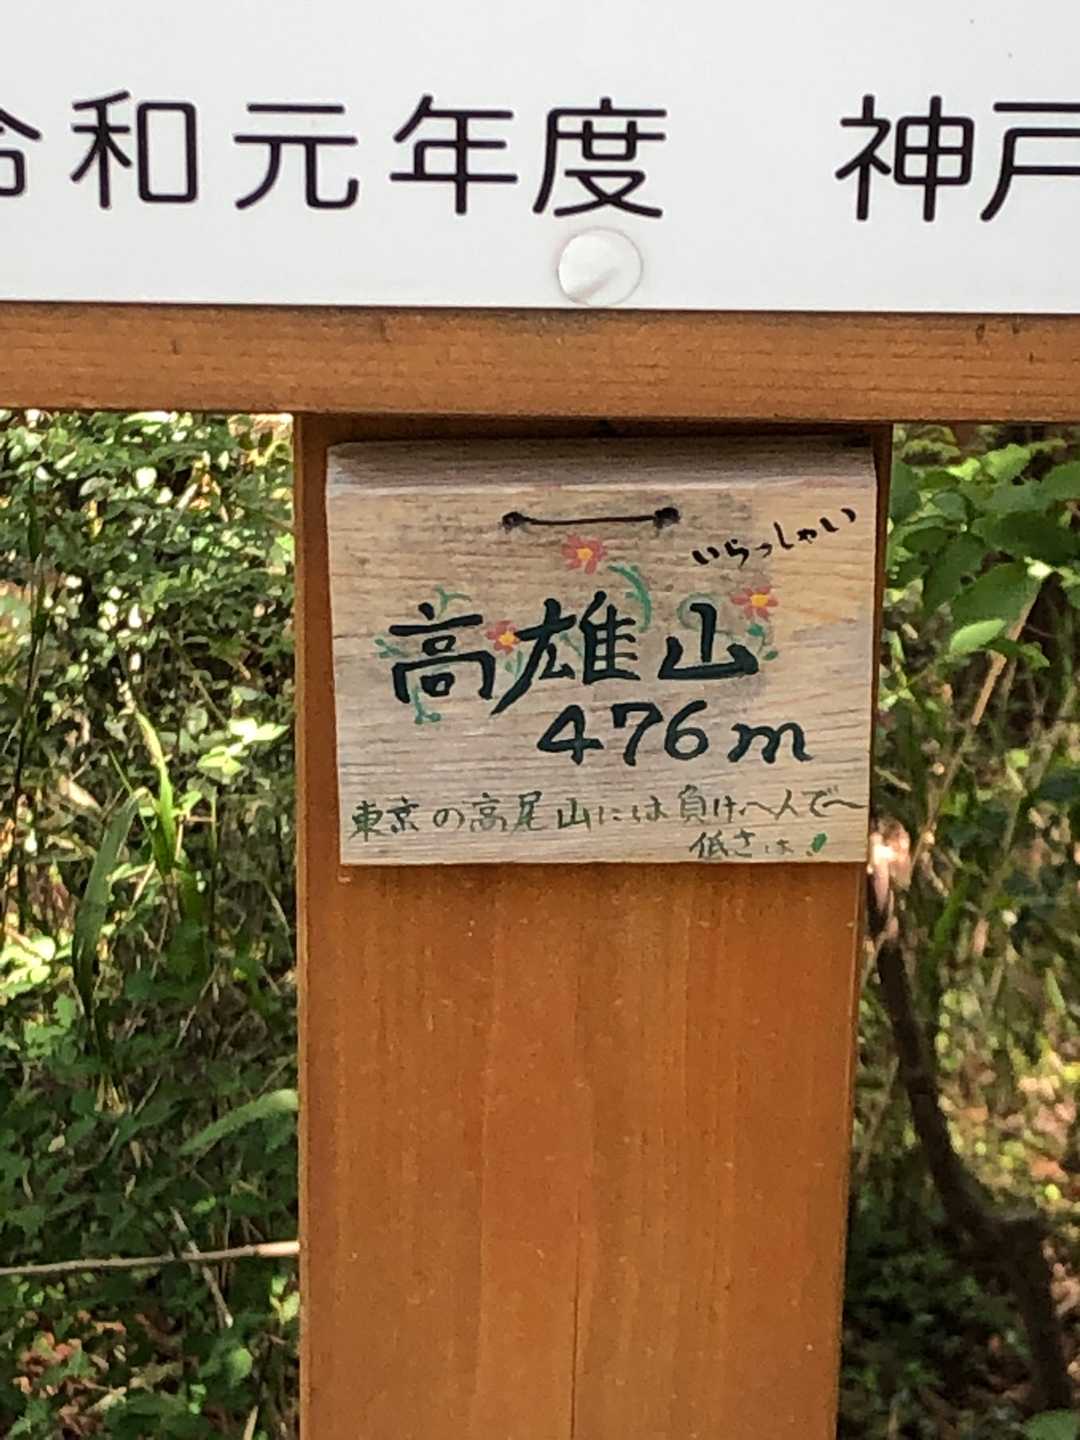 令和元年度 神戸
いらっしゃい
高雄山
476m
東京の高尾山には負けへんで〜
低さは!